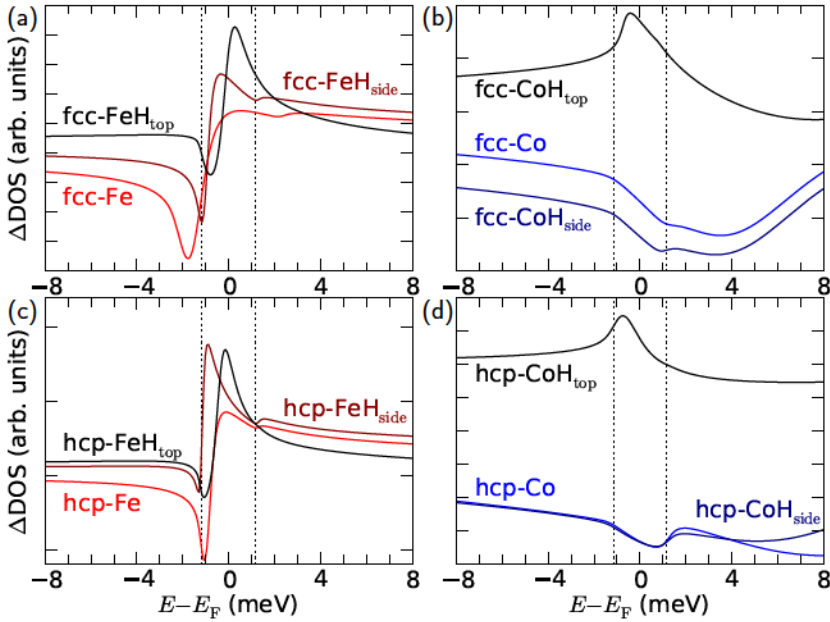 (a)
ΔDOS (arb. units)
fcc-FeH_top
fcc-FeH_side
fcc-Fe
−8 −4 0 4 8
(b)
fcc-CoH_top
fcc-Co
fcc-CoH_side
−8 −4 0 4 8
(c)
ΔDOS (arb. units)
hcp-FeH_side
hcp-FeH_top
hcp-Fe
−8 −4 0 4 8
E−E_F (meV)
(d)
hcp-CoH_top
hcp-Co
hcp-CoH_side
−8 −4 0 4 8
E−E_F (meV)